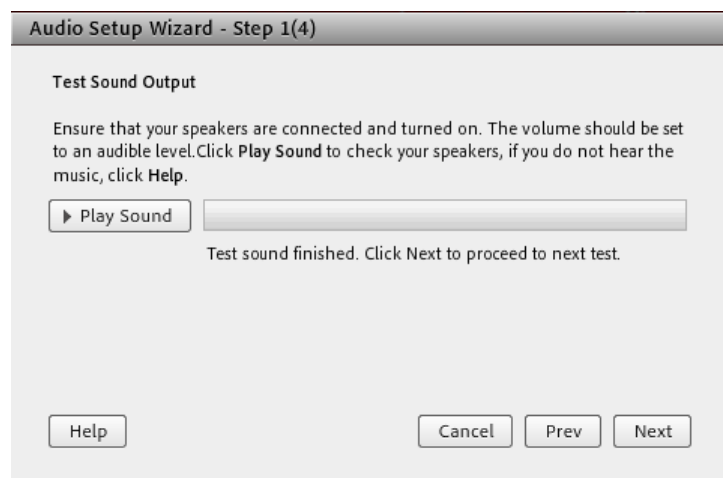 Audio Setup Wizard - Step 1(4)
Test Sound Output
Ensure that your speakers are connected and turned on. The volume should be set
to an audible level.Click Play Sound to check your speakers, if you do not hear the
music, click Help.
Play Sound
Test sound finished. Click Next to proceed to next test.
Help Cancel Prev Next